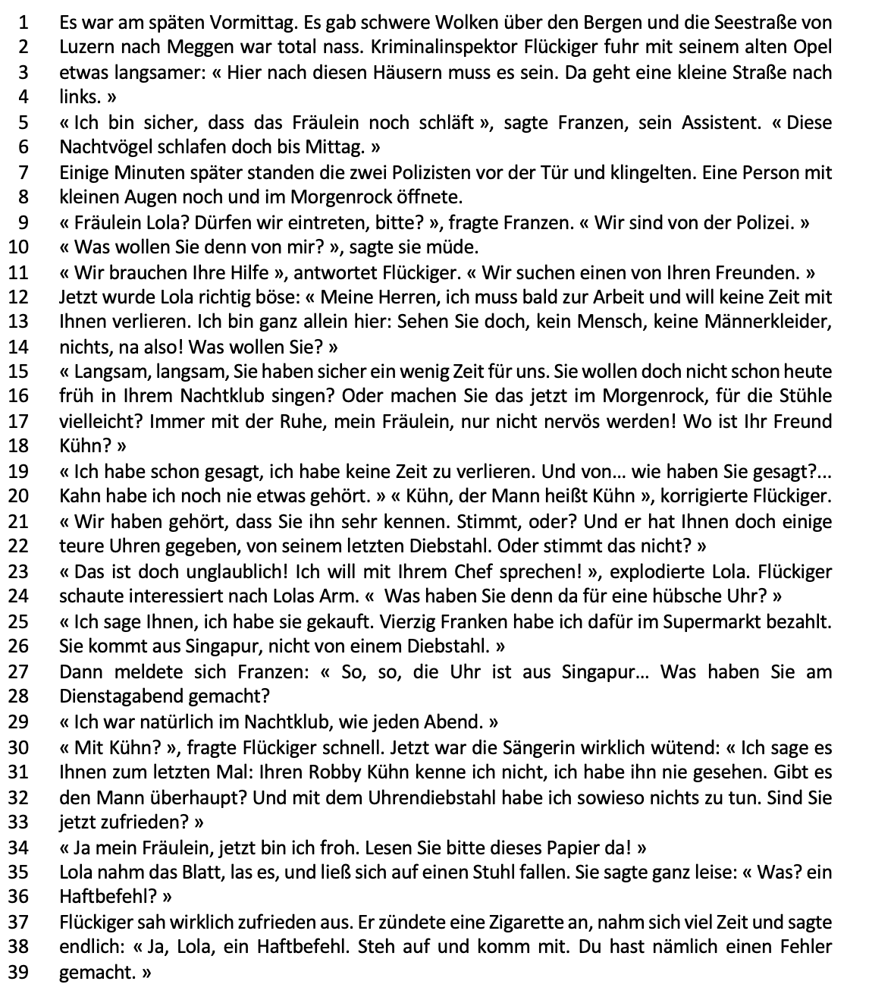 1 Es war am späten Vormittag. Es gab schwere Wolken über den Bergen und die Seestraße von
2 Luzern nach Meggen war total nass. Kriminalinspektor Flückiger fuhr mit seinem alten Opel
3 etwas langsamer: « Hier nach diesen Häusern muss es sein. Da geht eine kleine Straße nach
4 links. »
5 « Ich bin sicher, dass das Fräulein noch schläft », sagte Franzen, sein Assistent. « Diese
6 Nachtvögel schlafen doch bis Mittag. »
7 Einige Minuten später standen die zwei Polizisten vor der Tür und klingelten. Eine Person mit
8 kleinen Augen noch und im Morgenrock öffnete.
9 « Fräulein Lola? Dürfen wir eintreten, bitte? », fragte Franzen. « Wir sind von der Polizei. »
10 « Was wollen Sie denn von mir? », sagte sie müde.
11 « Wir brauchen Ihre Hilfe », antwortet Flückiger. « Wir suchen einen von Ihren Freunden. »
12 Jetzt wurde Lola richtig böse: « Meine Herren, ich muss bald zur Arbeit und will keine Zeit mit
13 Ihnen verlieren. Ich bin ganz allein hier: Sehen Sie doch, kein Mensch, keine Männerkleider,
14 nichts, na also! Was wollen Sie? »
15 « Langsam, langsam, Sie haben sicher ein wenig Zeit für uns. Sie wollen doch nicht schon heute
16 früh in Ihrem Nachtklub singen? Oder machen Sie das jetzt im Morgenrock, für die Stühle
17 vielleicht? Immer mit der Ruhe, mein Fräulein, nur nicht nervös werden! Wo ist Ihr Freund
18 Kühn? »
19 « Ich habe schon gesagt, ich habe keine Zeit zu verlieren. Und von... wie haben Sie gesagt?...
20 Kahn habe ich noch nie etwas gehört. » « Kühn, der Mann heißt Kühn », korrigierte Flückiger.
21 « Wir haben gehört, dass Sie ihn sehr kennen. Stimmt, oder? Und er hat Ihnen doch einige
22 teure Uhren gegeben, von seinem letzten Diebstahl. Oder stimmt das nicht? »
23 « Das ist doch unglaublich! Ich will mit Ihrem Chef sprechen! », explodierte Lola. Flückiger
24 schaute interessiert nach Lolas Arm. « Was haben Sie denn da für eine hübsche Uhr? »
25 « Ich sage Ihnen, ich habe sie gekauft. Vierzig Franken habe ich dafür im Supermarkt bezahlt.
26 Sie kommt aus Singapur, nicht von einem Diebstahl. »
27 Dann meldete sich Franzen: « So, so, die Uhr ist aus Singapur... Was haben Sie am
28 Dienstagabend gemacht?
29 « Ich war natürlich im Nachtklub, wie jeden Abend. »
30 « Mit Kühn? », fragte Flückiger schnell. Jetzt war die Sängerin wirklich wütend: « Ich sage es
31 Ihnen zum letzten Mal: Ihren Robby Kühn kenne ich nicht, ich habe ihn nie gesehen. Gibt es
32 den Mann überhaupt? Und mit dem Uhrendiebstahl habe ich sowieso nichts zu tun. Sind Sie
33 jetzt zufrieden? »
34 « Ja mein Fräulein, jetzt bin ich froh. Lesen Sie bitte dieses Papier da! »
35 Lola nahm das Blatt, las es, und ließ sich auf einen Stuhl fallen. Sie sagte ganz leise: « Was? ein
36 Haftbefehl? »
37 Flückiger sah wirklich zufrieden aus. Er zündete eine Zigarette an, nahm sich viel Zeit und sagte
38 endlich: « Ja, Lola, ein Haftbefehl. Steh auf und komm mit. Du hast nämlich einen Fehler
39 gemacht. »